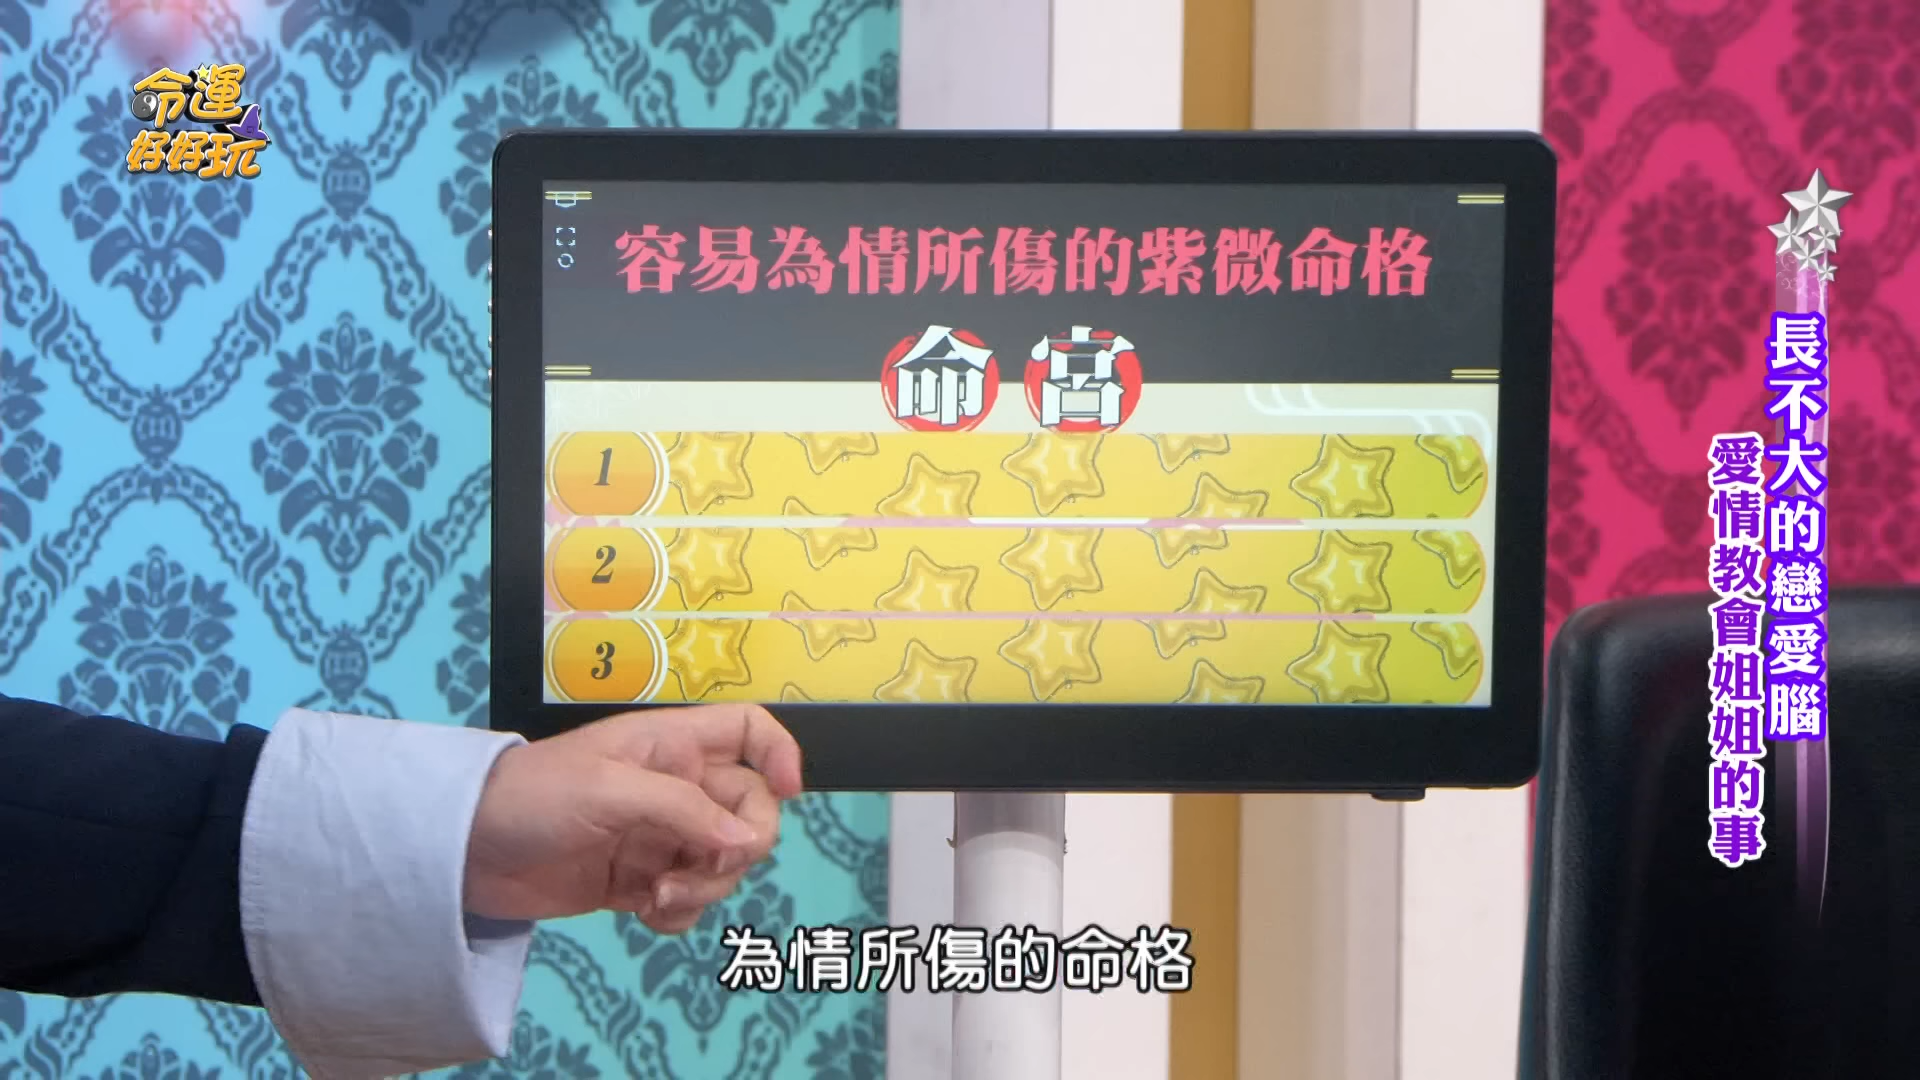 命運
好好玩
容易為情所傷的紫微命格
命宮
1
2
3
長不大的戀愛腦
愛情教會姐姐的事
為情所傷的命格